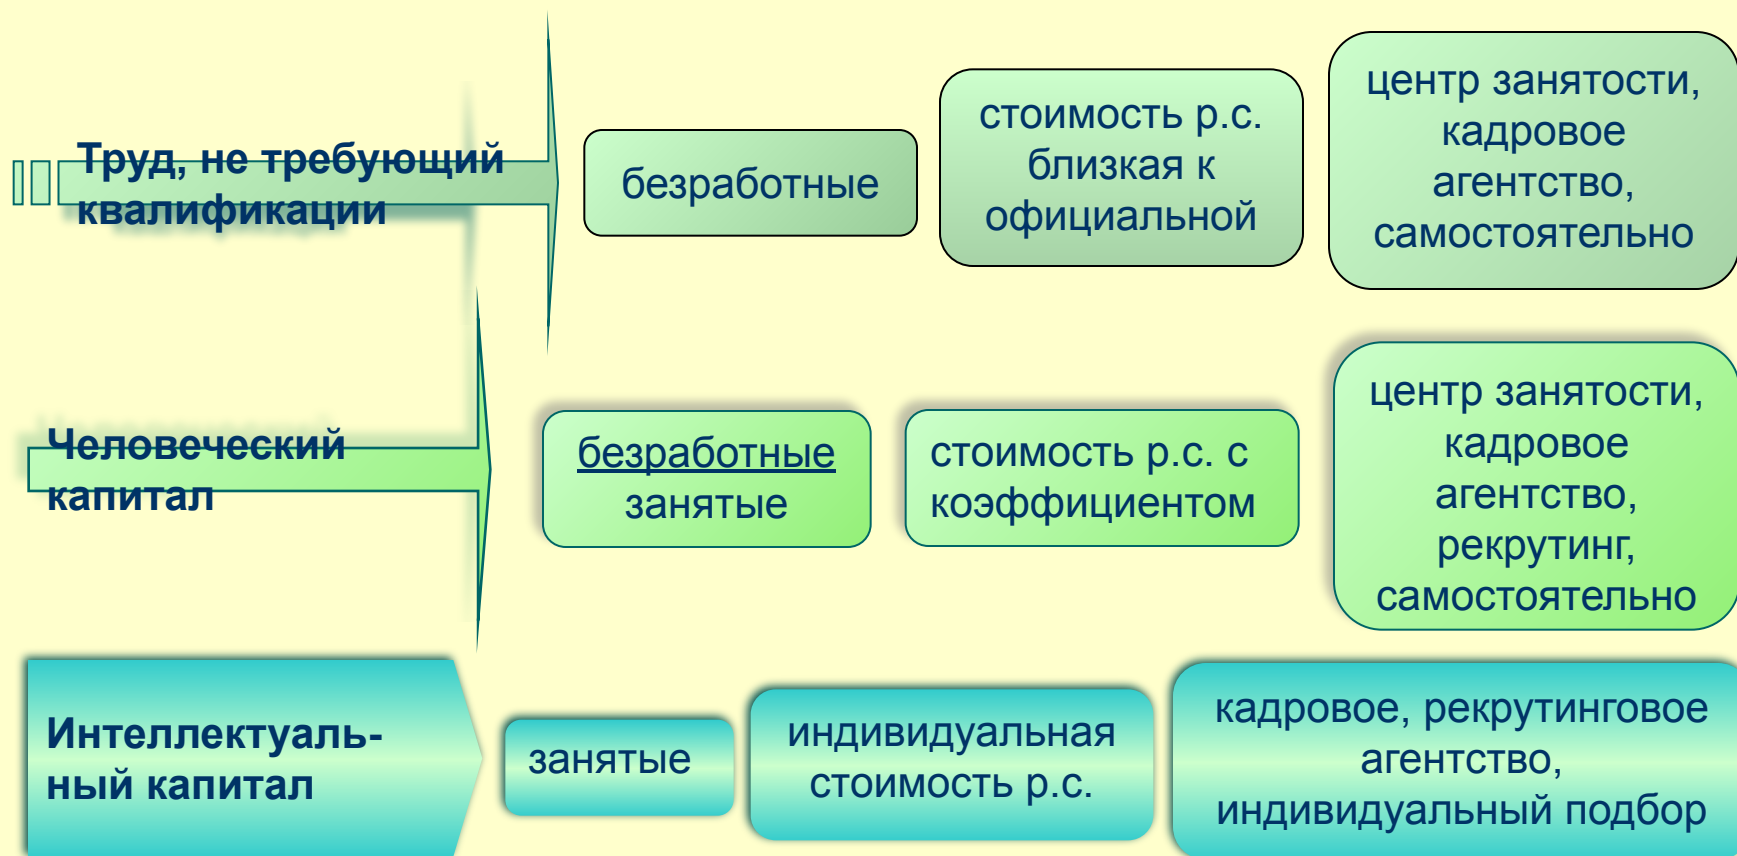 Труд, не требующий
квалификации
безработные
стоимость р.с.
близкая к
официальной
центр занятости,
кадровое
агентство,
самостоятельно
Человеческий
капитал
безработные
занятые
стоимость р.с. с
коэффициентом
центр занятости,
кадровое
агентство,
рекрутинг,
самостоятельно
Интеллектуаль-
ный капитал
занятые
индивидуальная
стоимость р.с.
кадровое, рекрутинговое
агентство,
индивидуальный подбор